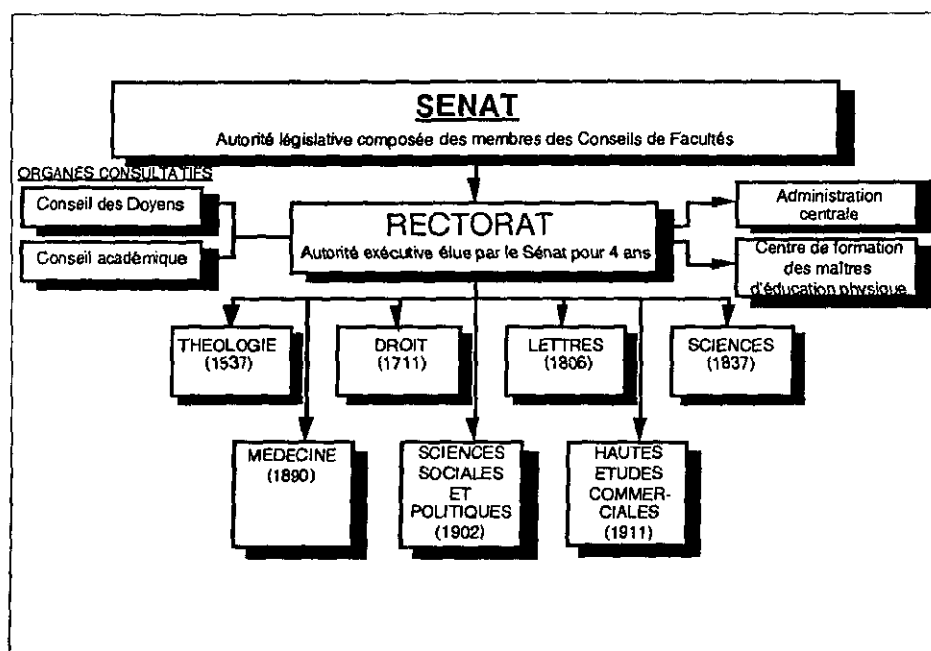 SENAT
Autorité législative composée des membres des Conseils de Facultés
ORGANES CONSULTATIFS
Conseil des Doyens
Conseil académique
RECTORAT
Autorité exécutive élue par le Sénat pour 4 ans
Administration
centrale
Centre de formation
des maîtres
d'éducation physique
THEOLOGIE
(1537)
DROIT
(1711)
LETTRES
(1806)
SCIENCES
(1837)
MEDECINE
(1890)
SCIENCES
SOCIALES
ET
POLITIQUES
(1902)
HAUTES
ETUDES
COMMER-
CIALES
(1911)